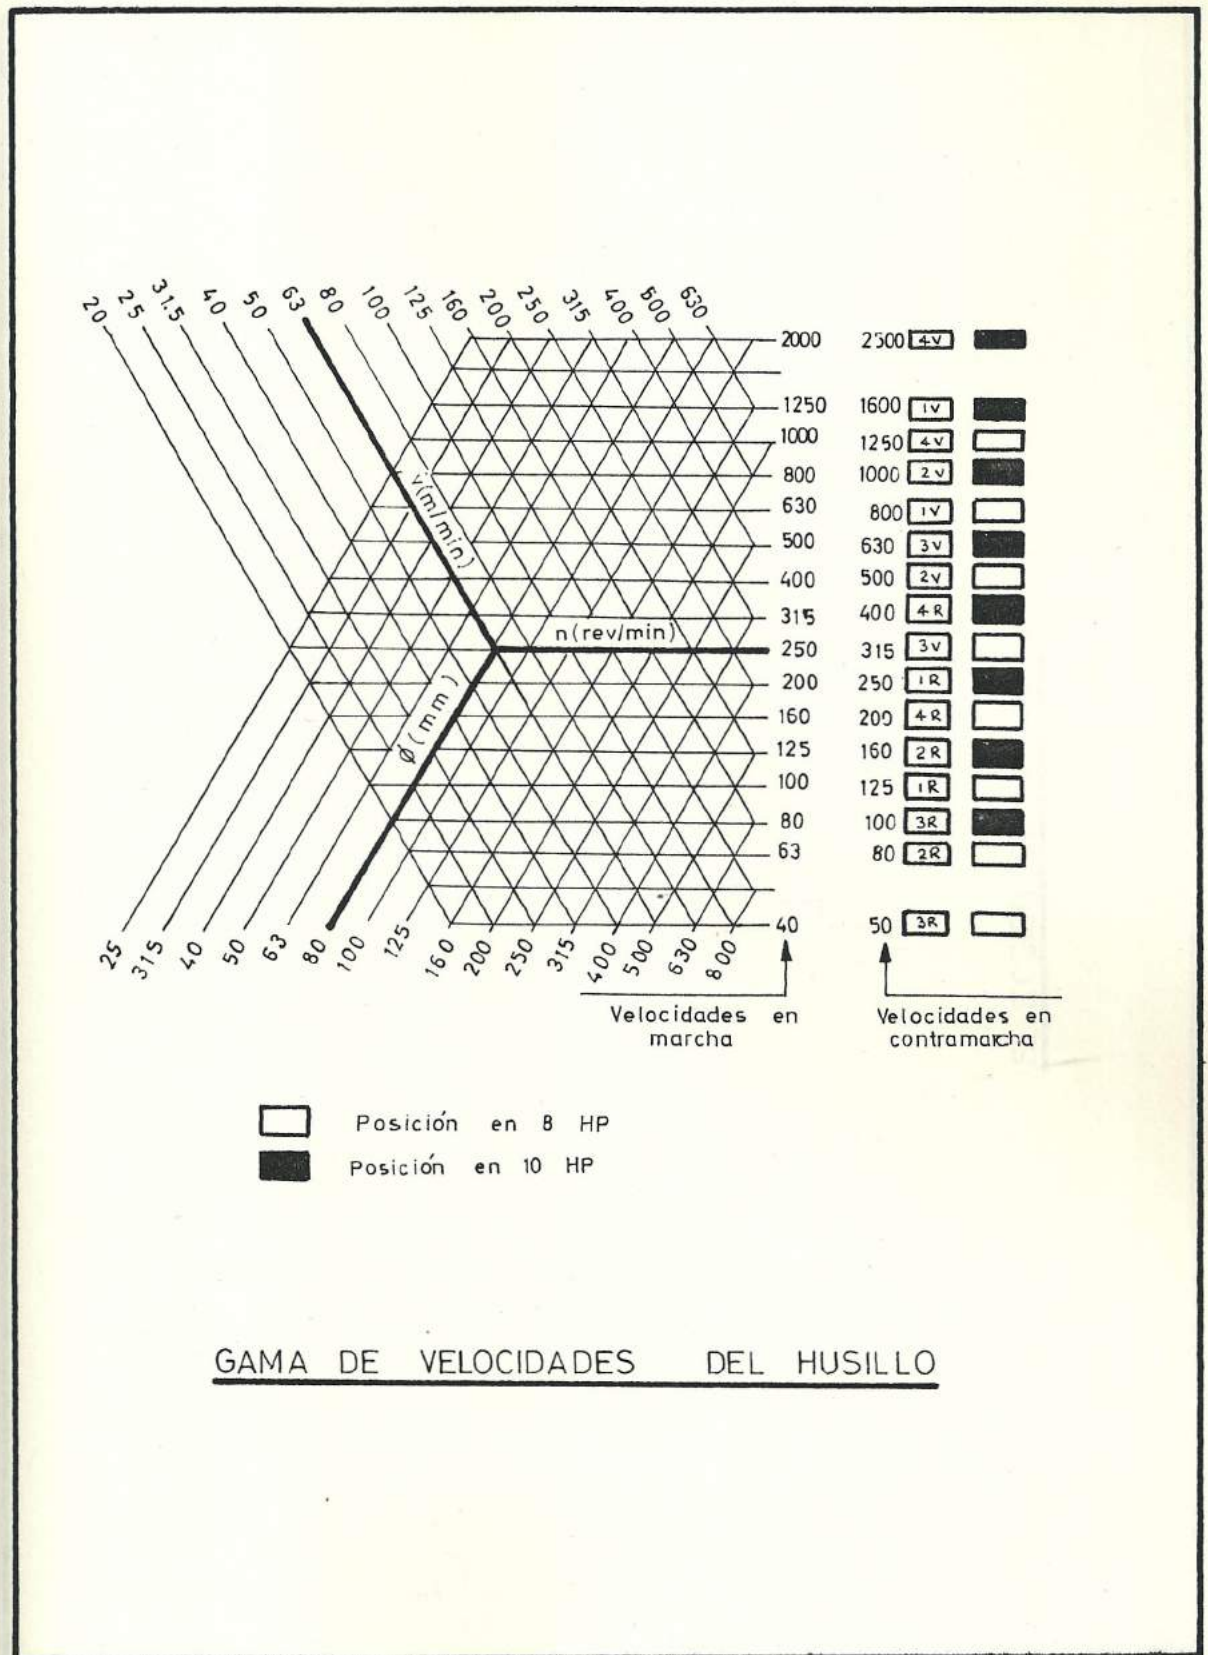 20 25 31.5 40 50 63 80 100 125 160 200 250 315 400 500 630
2000 2500 4V
1250 1600 1V
1000 1250 4V
800 1000 2V
630 800 1V
500 630 3V
400 500 2V
315 400 4R
250 315 3V
200 250 1R
160 200 4R
125 160 2R
100 125 1R
80 100 3R
63 80 2R
40 50 3R
v(m/min)
n(rev/min)
ϕ(mm)
25 315 40 50 63 80 100 125 160 200 250 315 400 500 630 800
Velocidades en
marcha
Velocidades en
contramarcha
Posición en 8 HP
Posición en 10 HP
GAMA DE VELOCIDADES DEL HUSILLO